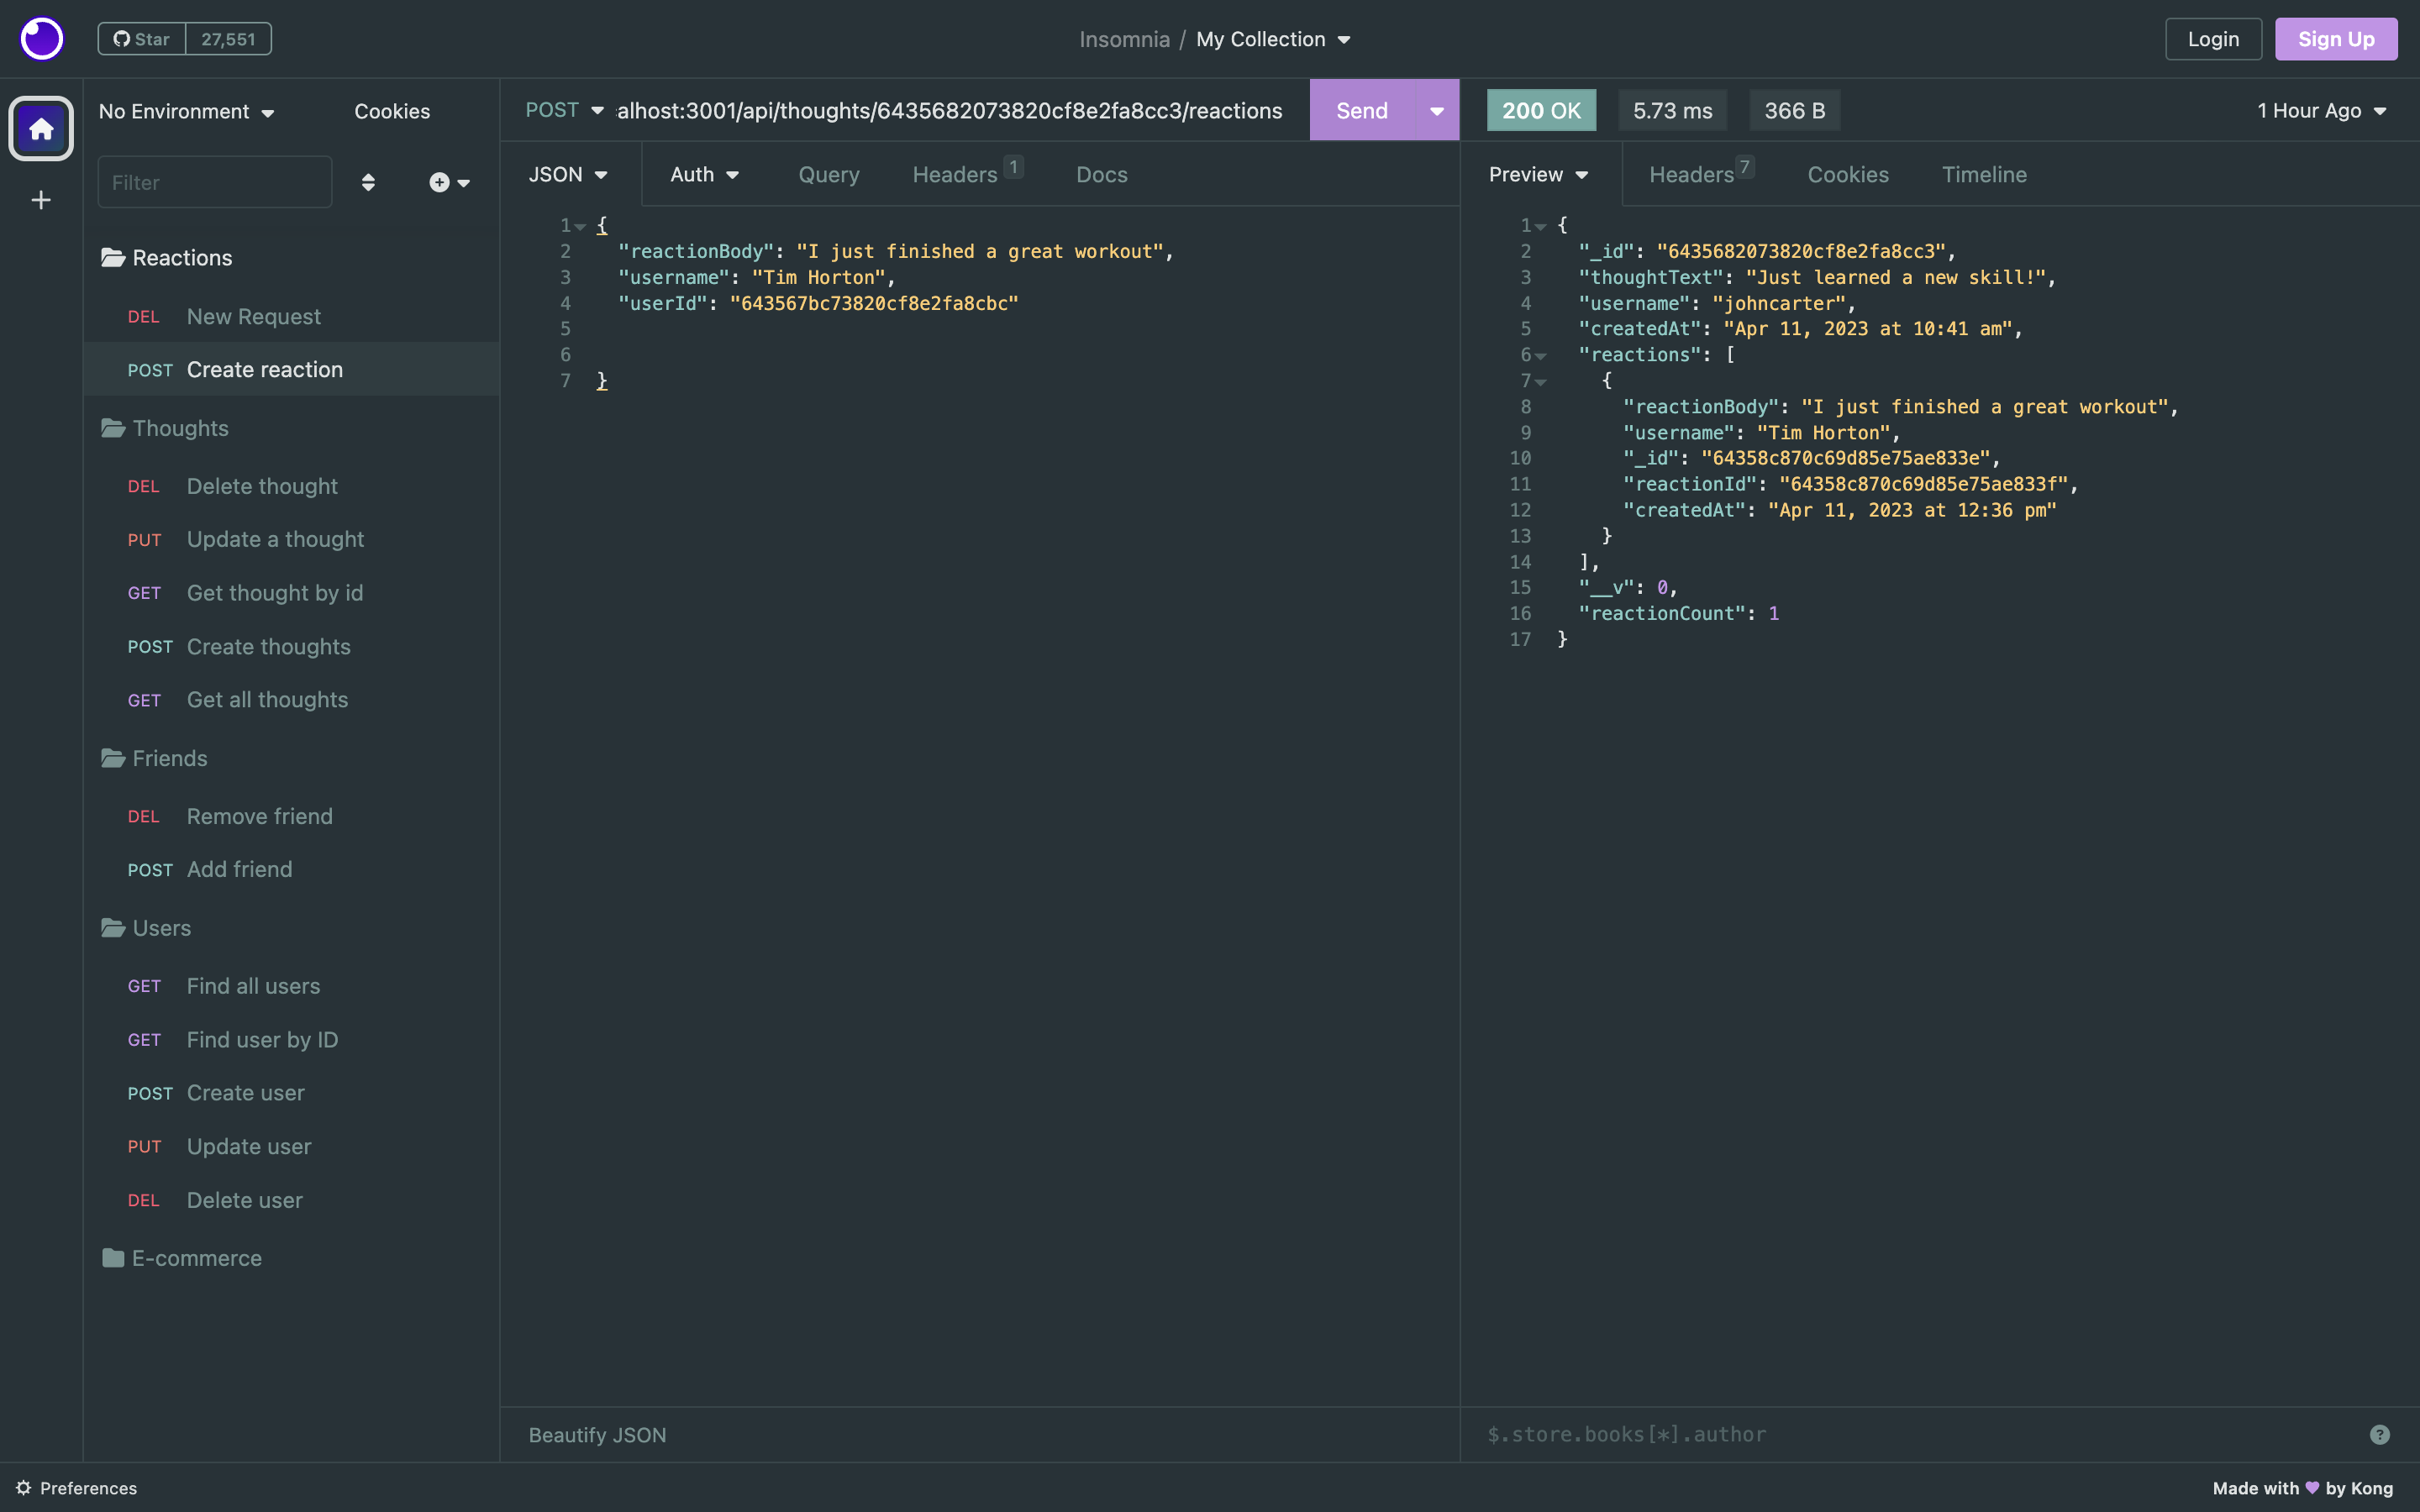 Star 27,551
Insomnia / My Collection
Login
Sign Up
No Environment
Cookies
Filter
Reactions
DEL New Request
POST Create reaction
Thoughts
DEL Delete thought
PUT Update a thought
GET Get thought by id
POST Create thoughts
GET Get all thoughts
Friends
DEL Remove friend
POST Add friend
Users
GET Find all users
GET Find user by ID
POST Create user
PUT Update user
DEL Delete user
E-commerce
POST alhost:3001/api/thoughts/6435682073820cf8e2fa8cc3/reactions
Send
JSON Auth Query Headers 1 Docs
1 {
2 "reactionBody": "I just finished a great workout",
3 "username": "Tim Horton",
4 "userId": "643567bc73820cf8e2fa8cbc"
5
6
7 }
Beautify JSON
200 OK 5.73 ms 366 B
1 Hour Ago
Preview Headers 7 Cookies Timeline
1 {
2 "_id": "6435682073820cf8e2fa8cc3",
3 "thoughtText": "Just learned a new skill!",
4 "username": "johncarter",
5 "createdAt": "Apr 11, 2023 at 10:41 am",
6 "reactions": [
7 {
8 "reactionBody": "I just finished a great workout",
9 "username": "Tim Horton",
10 "_id": "64358c870c69d85e75ae833e",
11 "reactionId": "64358c870c69d85e75ae833f",
12 "createdAt": "Apr 11, 2023 at 12:36 pm"
13 }
14 ],
15 "__v": 0,
16 "reactionCount": 1
17 }
$.store.books[*].author
?
Preferences
Made with 💜 by Kong